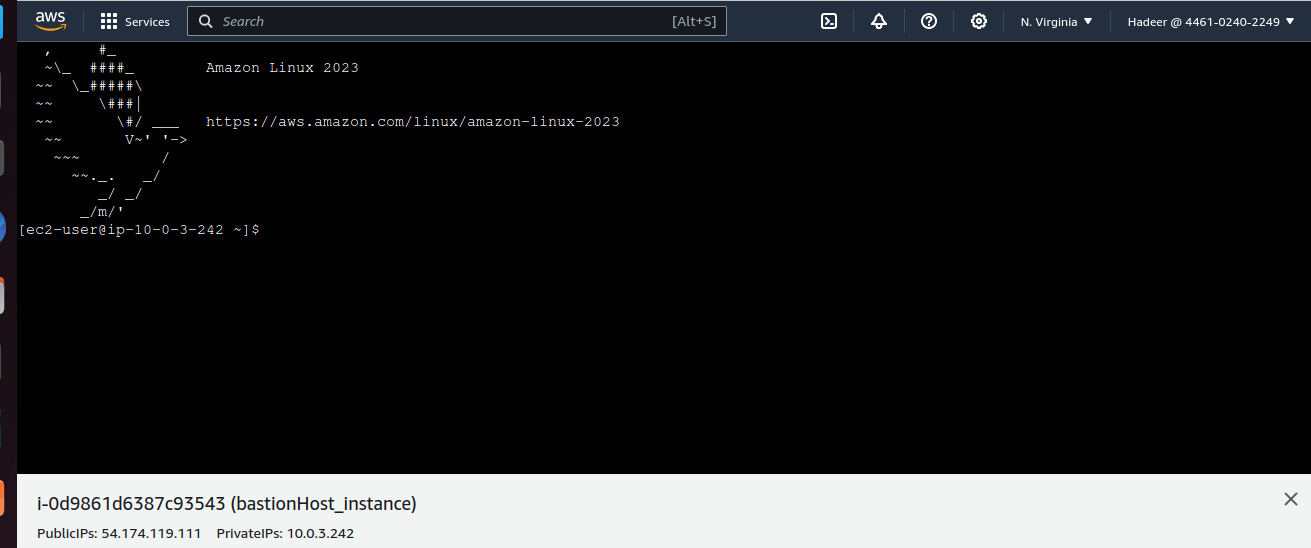 aws Services Search [Alt+S] N. Virginia Hadeer @ 4461-0240-2249
   ,     #_
   ~\_  ####_        Amazon Linux 2023
  ~~  \_#####\
  ~~     \###|
  ~~       \#/ ___   https://aws.amazon.com/linux/amazon-linux-2023
   ~~       V~' '->
    ~~~         /
      ~~._.   _/
         _/ _/
       _/m/'
[ec2-user@ip-10-0-3-242 ~]$
i-0d9861d6387c93543 (bastionHost_instance)
PublicIPs: 54.174.119.111 PrivateIPs: 10.0.3.242